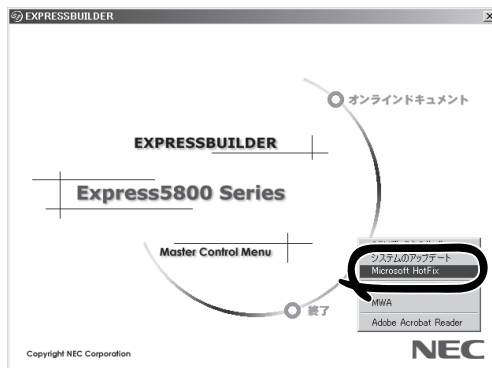 EXPRESSBUILDER
オンラインドキュメント
EXPRESSBUILDER
Express5800 Series
Master Control Menu
システムのアップデート
Microsoft HotFix
MWA
Adobe Acrobat Reader
終了
Copyright NEC Corporation
NEC